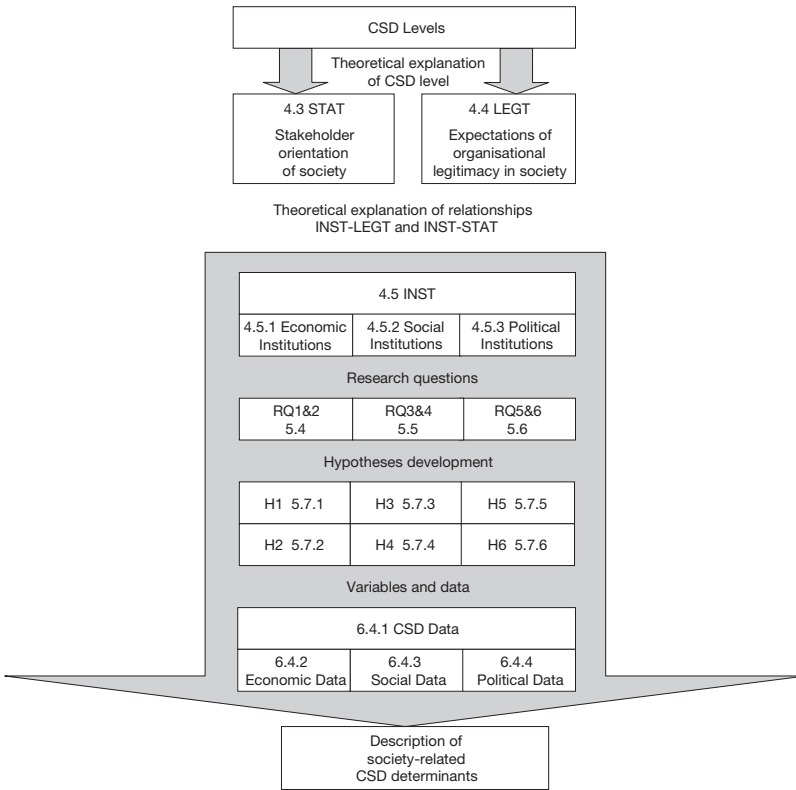 CSD Levels
Theoretical explanation
of CSD level
4.3 STAT
Stakeholder
orientation
of society
4.4 LEGT
Expectations of
organisational
legitimacy in society
Theoretical explanation of relationships
INST-LEGT and INST-STAT
4.5 INST
4.5.1 Economic
Institutions
4.5.2 Social
Institutions
4.5.3 Political
Institutions
Research questions
RQ1&2
5.4
RQ3&4
5.5
RQ5&6
5.6
Hypotheses development
H1 5.7.1
H3 5.7.3
H5 5.7.5
H2 5.7.2
H4 5.7.4
H6 5.7.6
Variables and data
6.4.1 CSD Data
6.4.2
Economic Data
6.4.3
Social Data
6.4.4
Political Data
Description of
society-related
CSD determinants